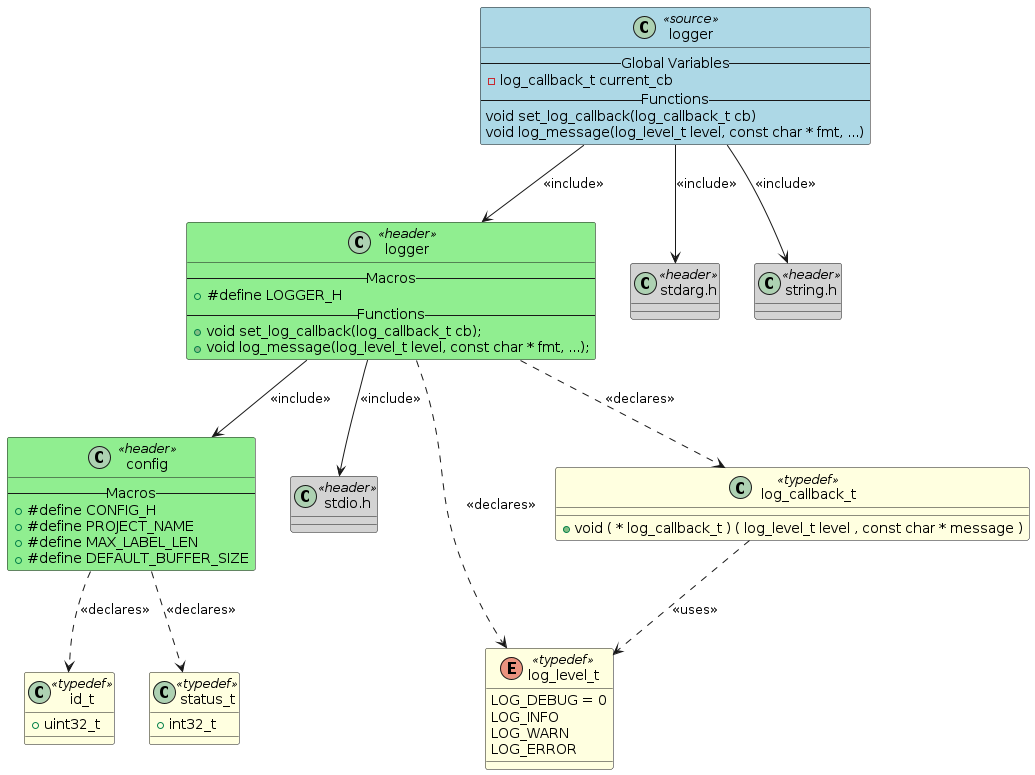 C «source»
logger
Global Variables
log_callback_t current_cb
Functions
void set_log_callback(log_callback_t cb)
void log_message(log_level_t level, const char * fmt, ...)
«include»
«include»
«include»
C «header»
logger
Macros
#define LOGGER_H
Functions
void set_log_callback(log_callback_t cb);
void log_message(log_level_t level, const char * fmt, ...);
C «header»
stdarg.h
C «header»
string.h
«include»
«include»
«declares»
«declares»
C «header»
config
Macros
#define CONFIG_H
#define PROJECT_NAME
#define MAX_LABEL_LEN
#define DEFAULT_BUFFER_SIZE
C «header»
stdio.h
C «typedef»
log_callback_t
void ( * log_callback_t ) ( log_level_t level , const char * message )
«declares»
«declares»
«uses»
C «typedef»
id_t
uint32_t
C «typedef»
status_t
int32_t
E «typedef»
log_level_t
LOG_DEBUG = 0
LOG_INFO
LOG_WARN
LOG_ERROR